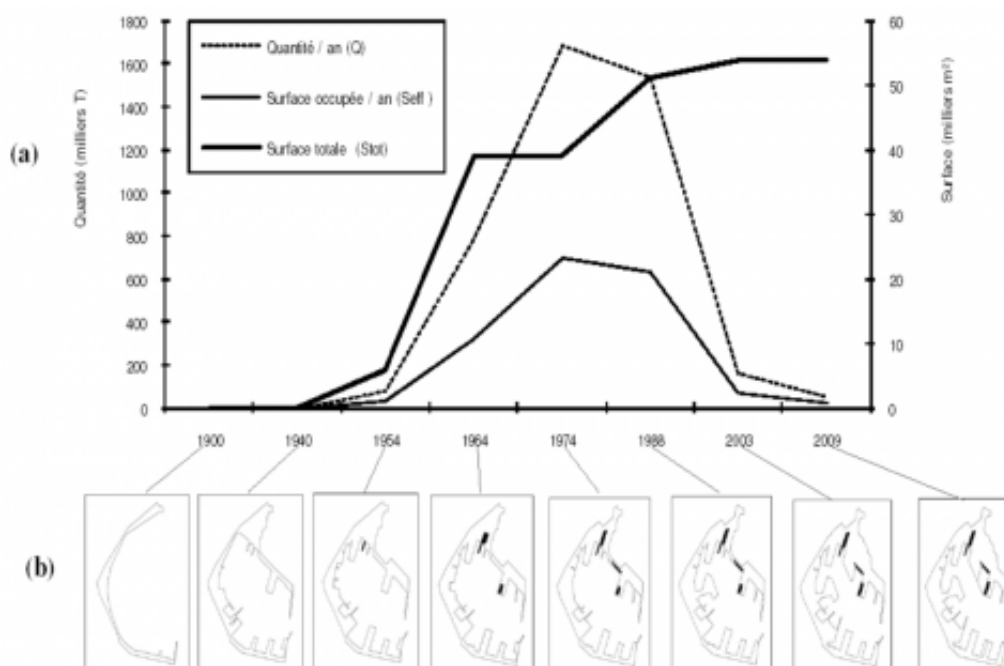 (a)
Quantité (milliers T)
1800
1600
1400
1200
1000
800
600
400
200
0
Quantité / an (Q)
Surface occupée / an (Seff )
Surface totale (Stot)
60
50
40
30
20
10
0
Surface (milliers m²)
1900 1940 1954 1964 1974 1988 2003 2009
(b)